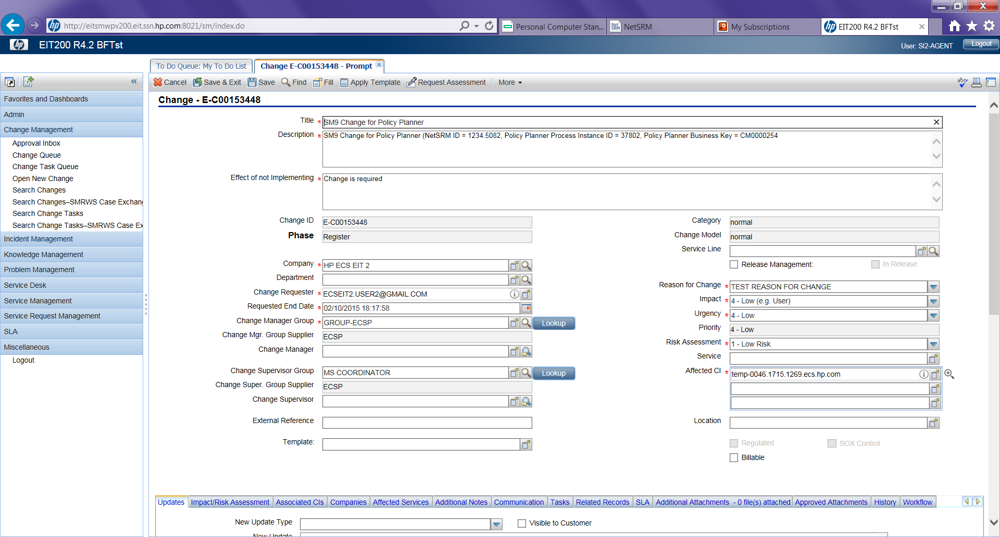 http://eitsmwpv200.eit.ssn.hp.com:8021/sm/index.do
Personal Computer Stan...
NetSRM
My Subscriptions
EIT200 R4.2 BFTst
EIT200 R4.2 BFTst
User: SI2-AGENT
Logout
To Do Queue: My To Do List
Change E-C00153448 - Prompt
Cancel
Save & Exit
Save
Find
Fill
Apply Template
Request Assessment
More
Favorites and Dashboards
Admin
Change Management
Approval Inbox
Change Queue
Change Task Queue
Open New Change
Search Changes
Search Changes–SMRWS Case Exchan
Search Change Tasks
Search Change Tasks–SMRWS Case Ex
Incident Management
Knowledge Management
Problem Management
Service Desk
Service Management
Service Request Management
SLA
Miscellaneous
Logout
Change - E-C00153448
Title * SM9 Change for Policy Planner
Description * SM9 Change for Policy Planner (NetSRM ID = 1234.5082, Policy Planner Process Instance ID = 37802, Policy Planner Business Key = CM0000254
Effect of not Implementing * Change is required
Change ID E-C00153448
Phase Register
Company * HP ECS EIT 2
Department
Change Requester * ECSEIT2.USER2@GMAIL.COM
Requested End Date * 02/10/2015 18:17:58
Change Manager Group * GROUP-ECSP Lookup
Change Mgr. Group Supplier ECSP
Change Manager
Change Supervisor Group MS COORDINATOR Lookup
Change Super. Group Supplier ECSP
Change Supervisor
External Reference
Template:
Category normal
Change Model normal
Service Line
Release Management: In Release
Reason for Change * TEST REASON FOR CHANGE
Impact * 4 - Low (e.g. User)
Urgency * 4 - Low
Priority 4 - Low
Risk Assessment * 1 - Low Risk
Service
Affected CI * temp-0046.1715.1269.ecs.hp.com
Location
Regulated SOX Control
Billable
Updates Impact/Risk Assessment Associated CIs Companies Affected Services Additional Notes Communication Tasks Related Records SLA Additional Attachments - 0 file(s) attached Approved Attachments History Workflow
New Update Type Visible to Customer
New Update